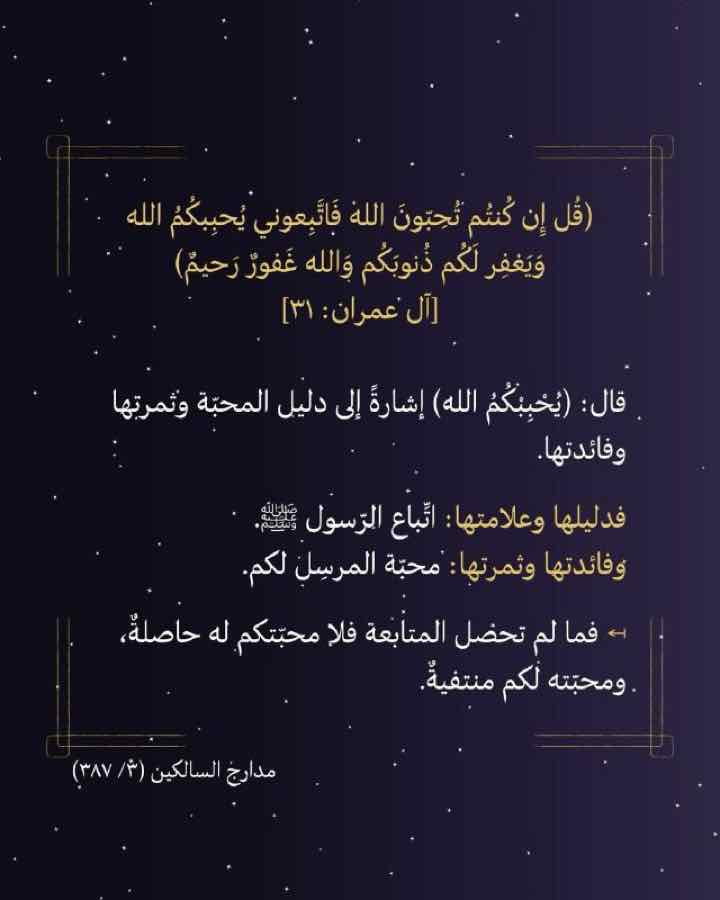 (قُل إِن كُنتُم تُحِبّونَ الله فَاتَّبِعوني يُحبِبكُمُ الله
وَيَغفِر لَكُم ذُنوبَكُم وَالله غَفورٌ رَحيمٌ)
[آل عمران: ٣١]
قال: (يُحْبِبْكُمُ الله) إشارةً إلى دليل المحبّة وثمرتها
وفائدتها.
فدليلها وعلامتها: اتِّباع الرّسول ﷺ.
وفائدتها وثمرتها: محبّة المرسِل لكم.
↤ فما لم تحصل المتابعة فلا محبّتكم له حاصلةٌ،
ومحبّته لكم منتفيةٌ.
مدارج السالكين (٣/ ٣٨٧)